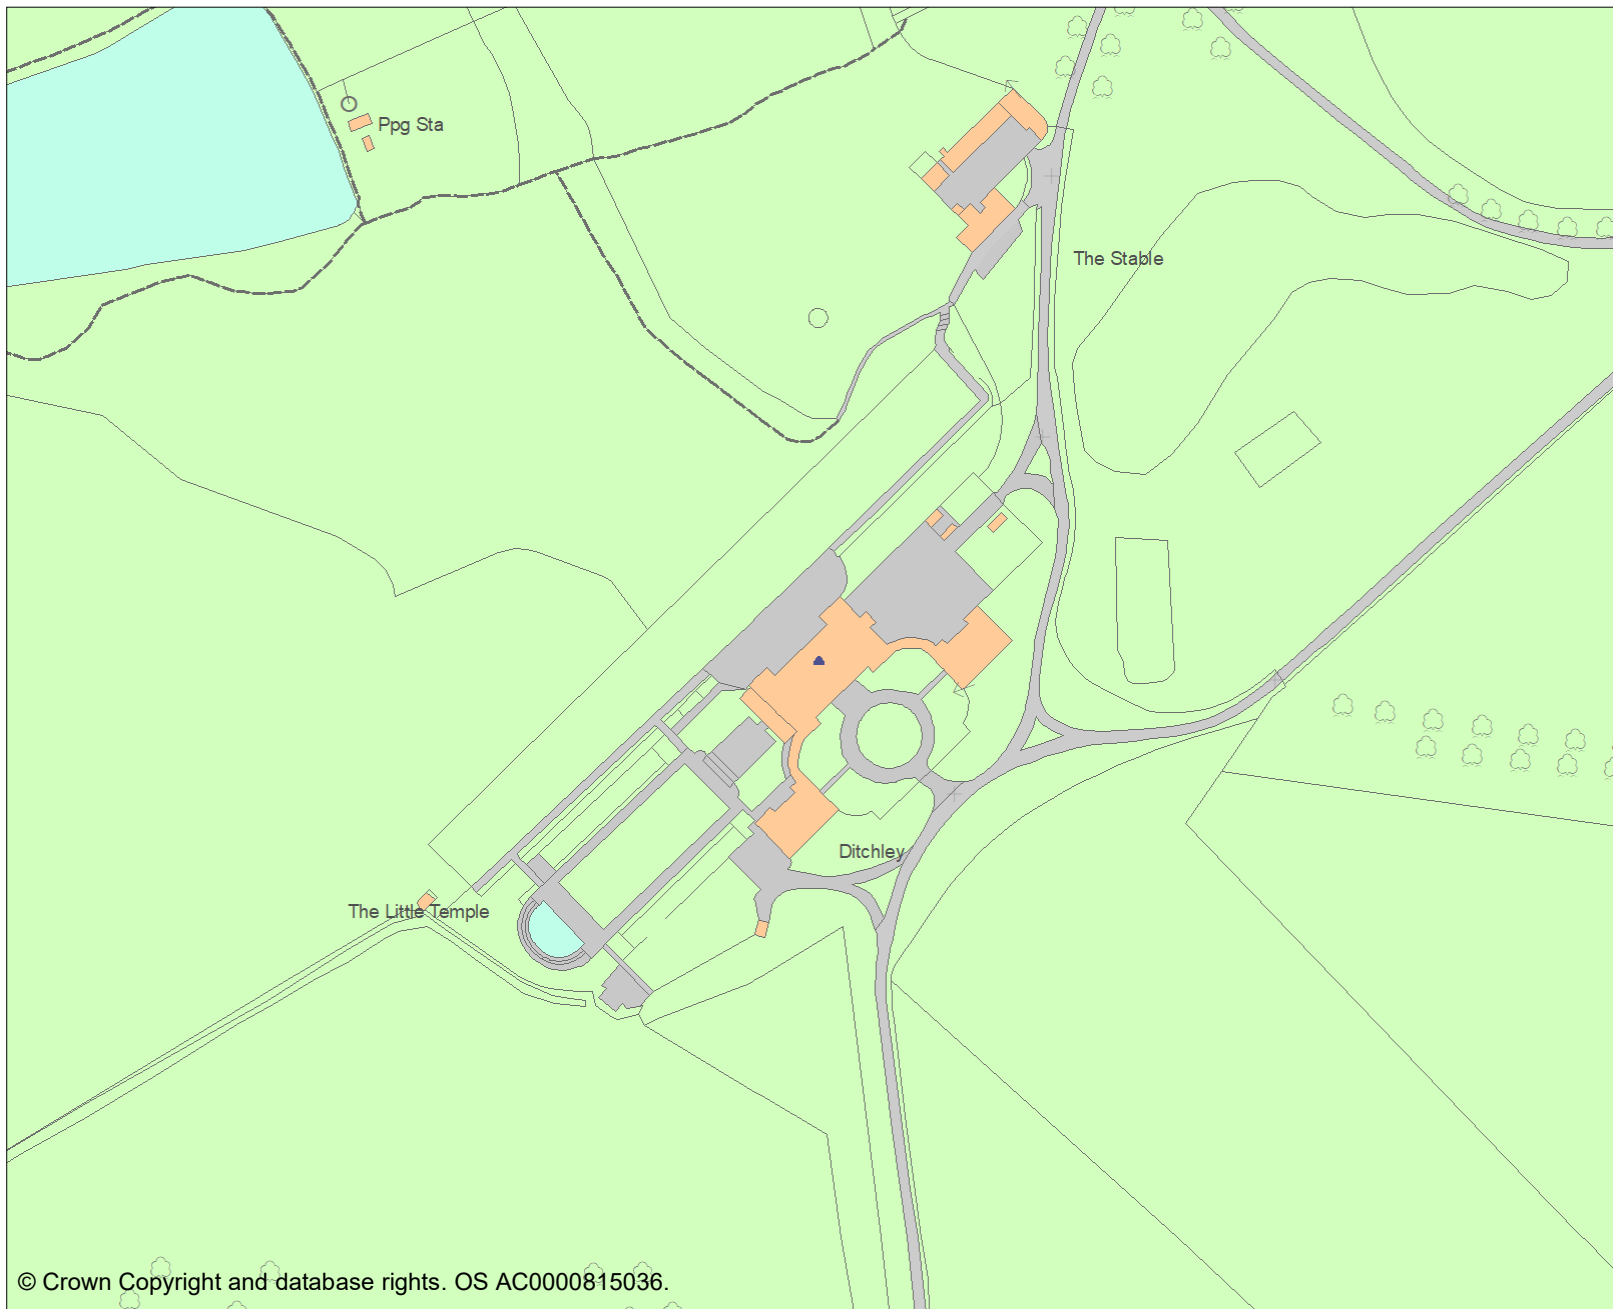 Ppg Sta
The Stable
Ditchley
The Little Temple
© Crown Copyright and database rights. OS AC0000815036.